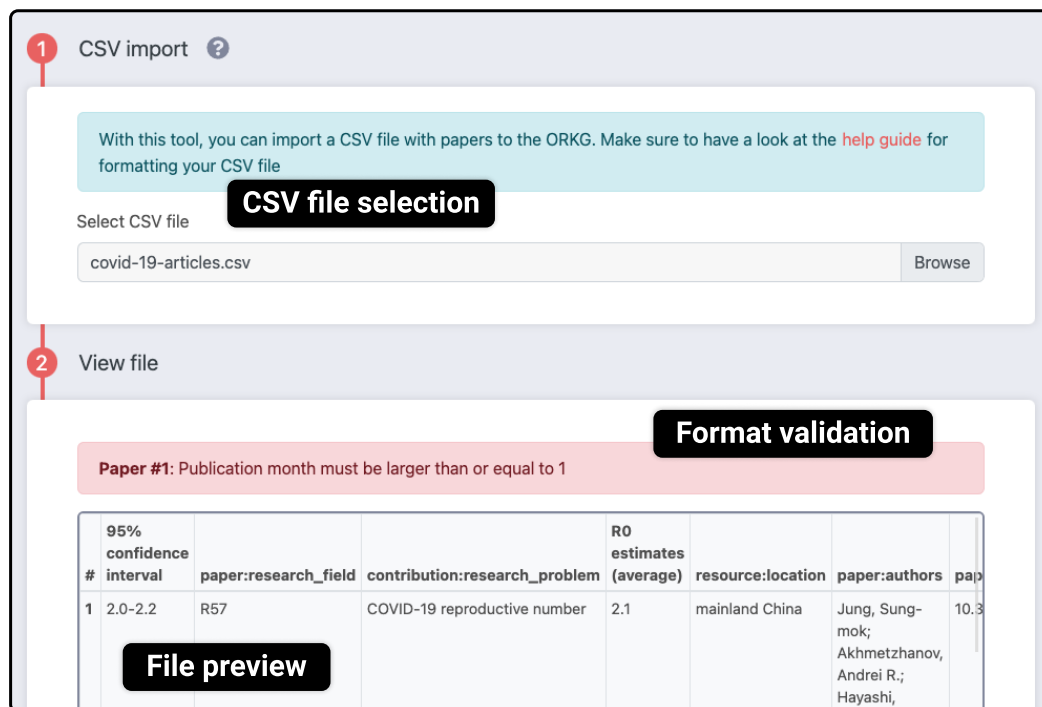 1 CSV import ?
With this tool, you can import a CSV file with papers to the ORKG. Make sure to have a look at the help guide for
formatting your CSV file
CSV file selection
Select CSV file
covid-19-articles.csv Browse
2 View file
Format validation
Paper #1: Publication month must be larger than or equal to 1
95% R0
confidence estimates
# interval paper:research_field contribution:research_problem (average) resource:location paper:authors pap
1 2.0-2.2 R57 COVID-19 reproductive number 2.1 mainland China Jung, Sung- 10.3
mok;
Akhmetzhanov,
File preview
Andrei R.;
Hayashi,